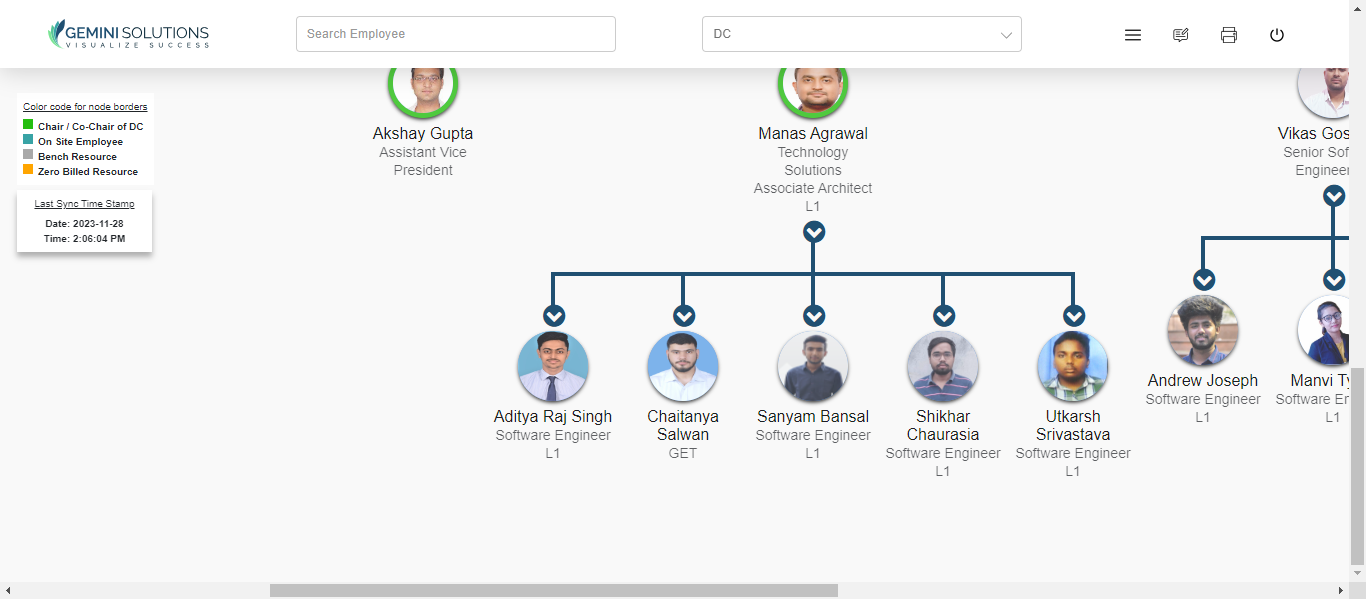 GEMINI SOLUTIONS
VISUALIZE SUCCESS
Search Employee
DC
Color code for node borders
Chair / Co-Chair of DC
On Site Employee
Bench Resource
Zero Billed Resource
Last Sync Time Stamp
Date: 2023-11-28
Time: 2:06:04 PM
Akshay Gupta
Assistant Vice
President
Manas Agrawal
Technology
Solutions
Associate Architect
L1
Vikas Gos
Senior Sof
Engineer
Aditya Raj Singh
Software Engineer
L1
Chaitanya
Salwan
GET
Sanyam Bansal
Software Engineer
L1
Shikhar
Chaurasia
Software Engineer
L1
Utkarsh
Srivastava
Software Engineer
L1
Andrew Joseph
Software Engineer
L1
Manvi Ty
Software En
L1